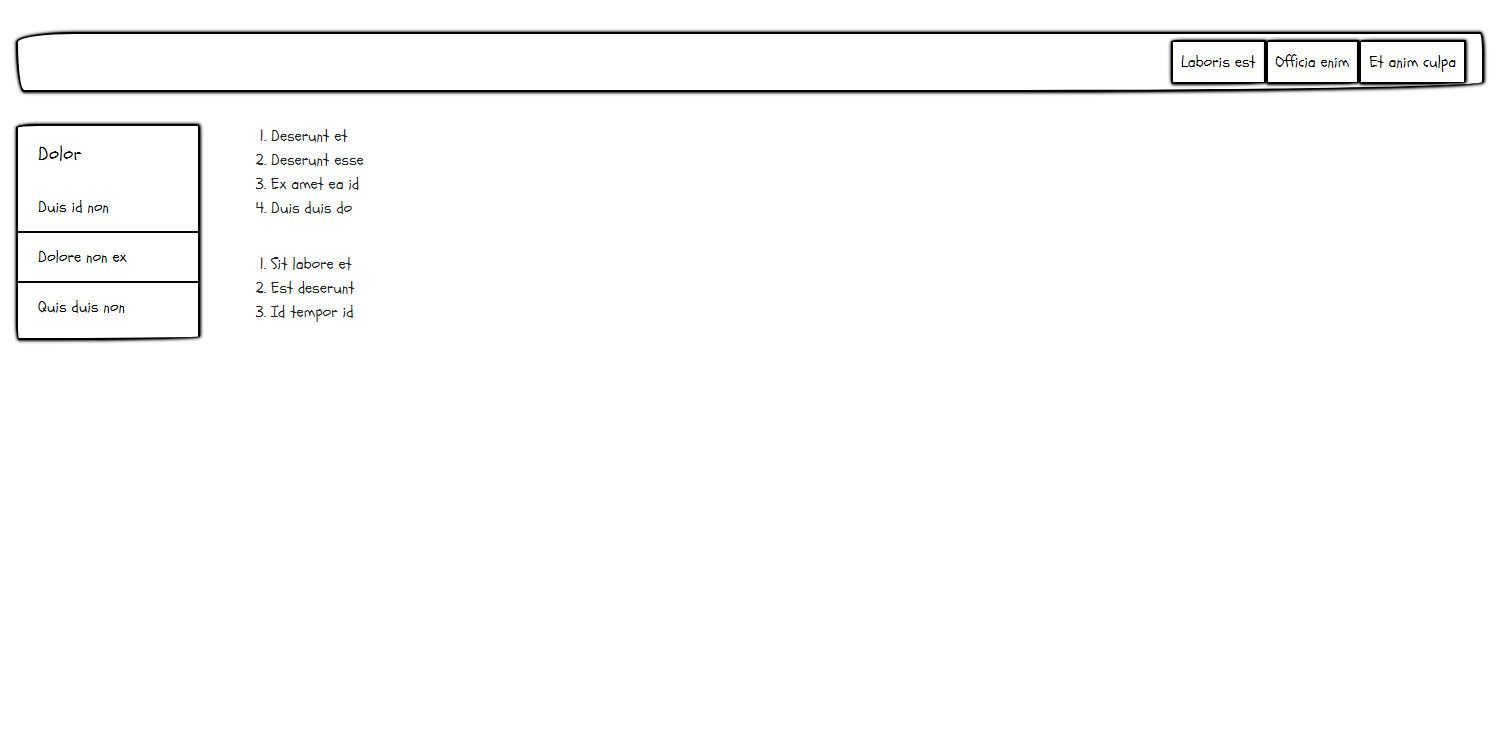 Laboris est
Officia enim
Et anim culpa
Dolor
Duis id non
Dolore non ex
Quis duis non
1. Deserunt et
2. Deserunt esse
3. Ex amet ea id
4. Duis duis do
1. Sit labore et
2. Est deserunt
3. Id tempor id